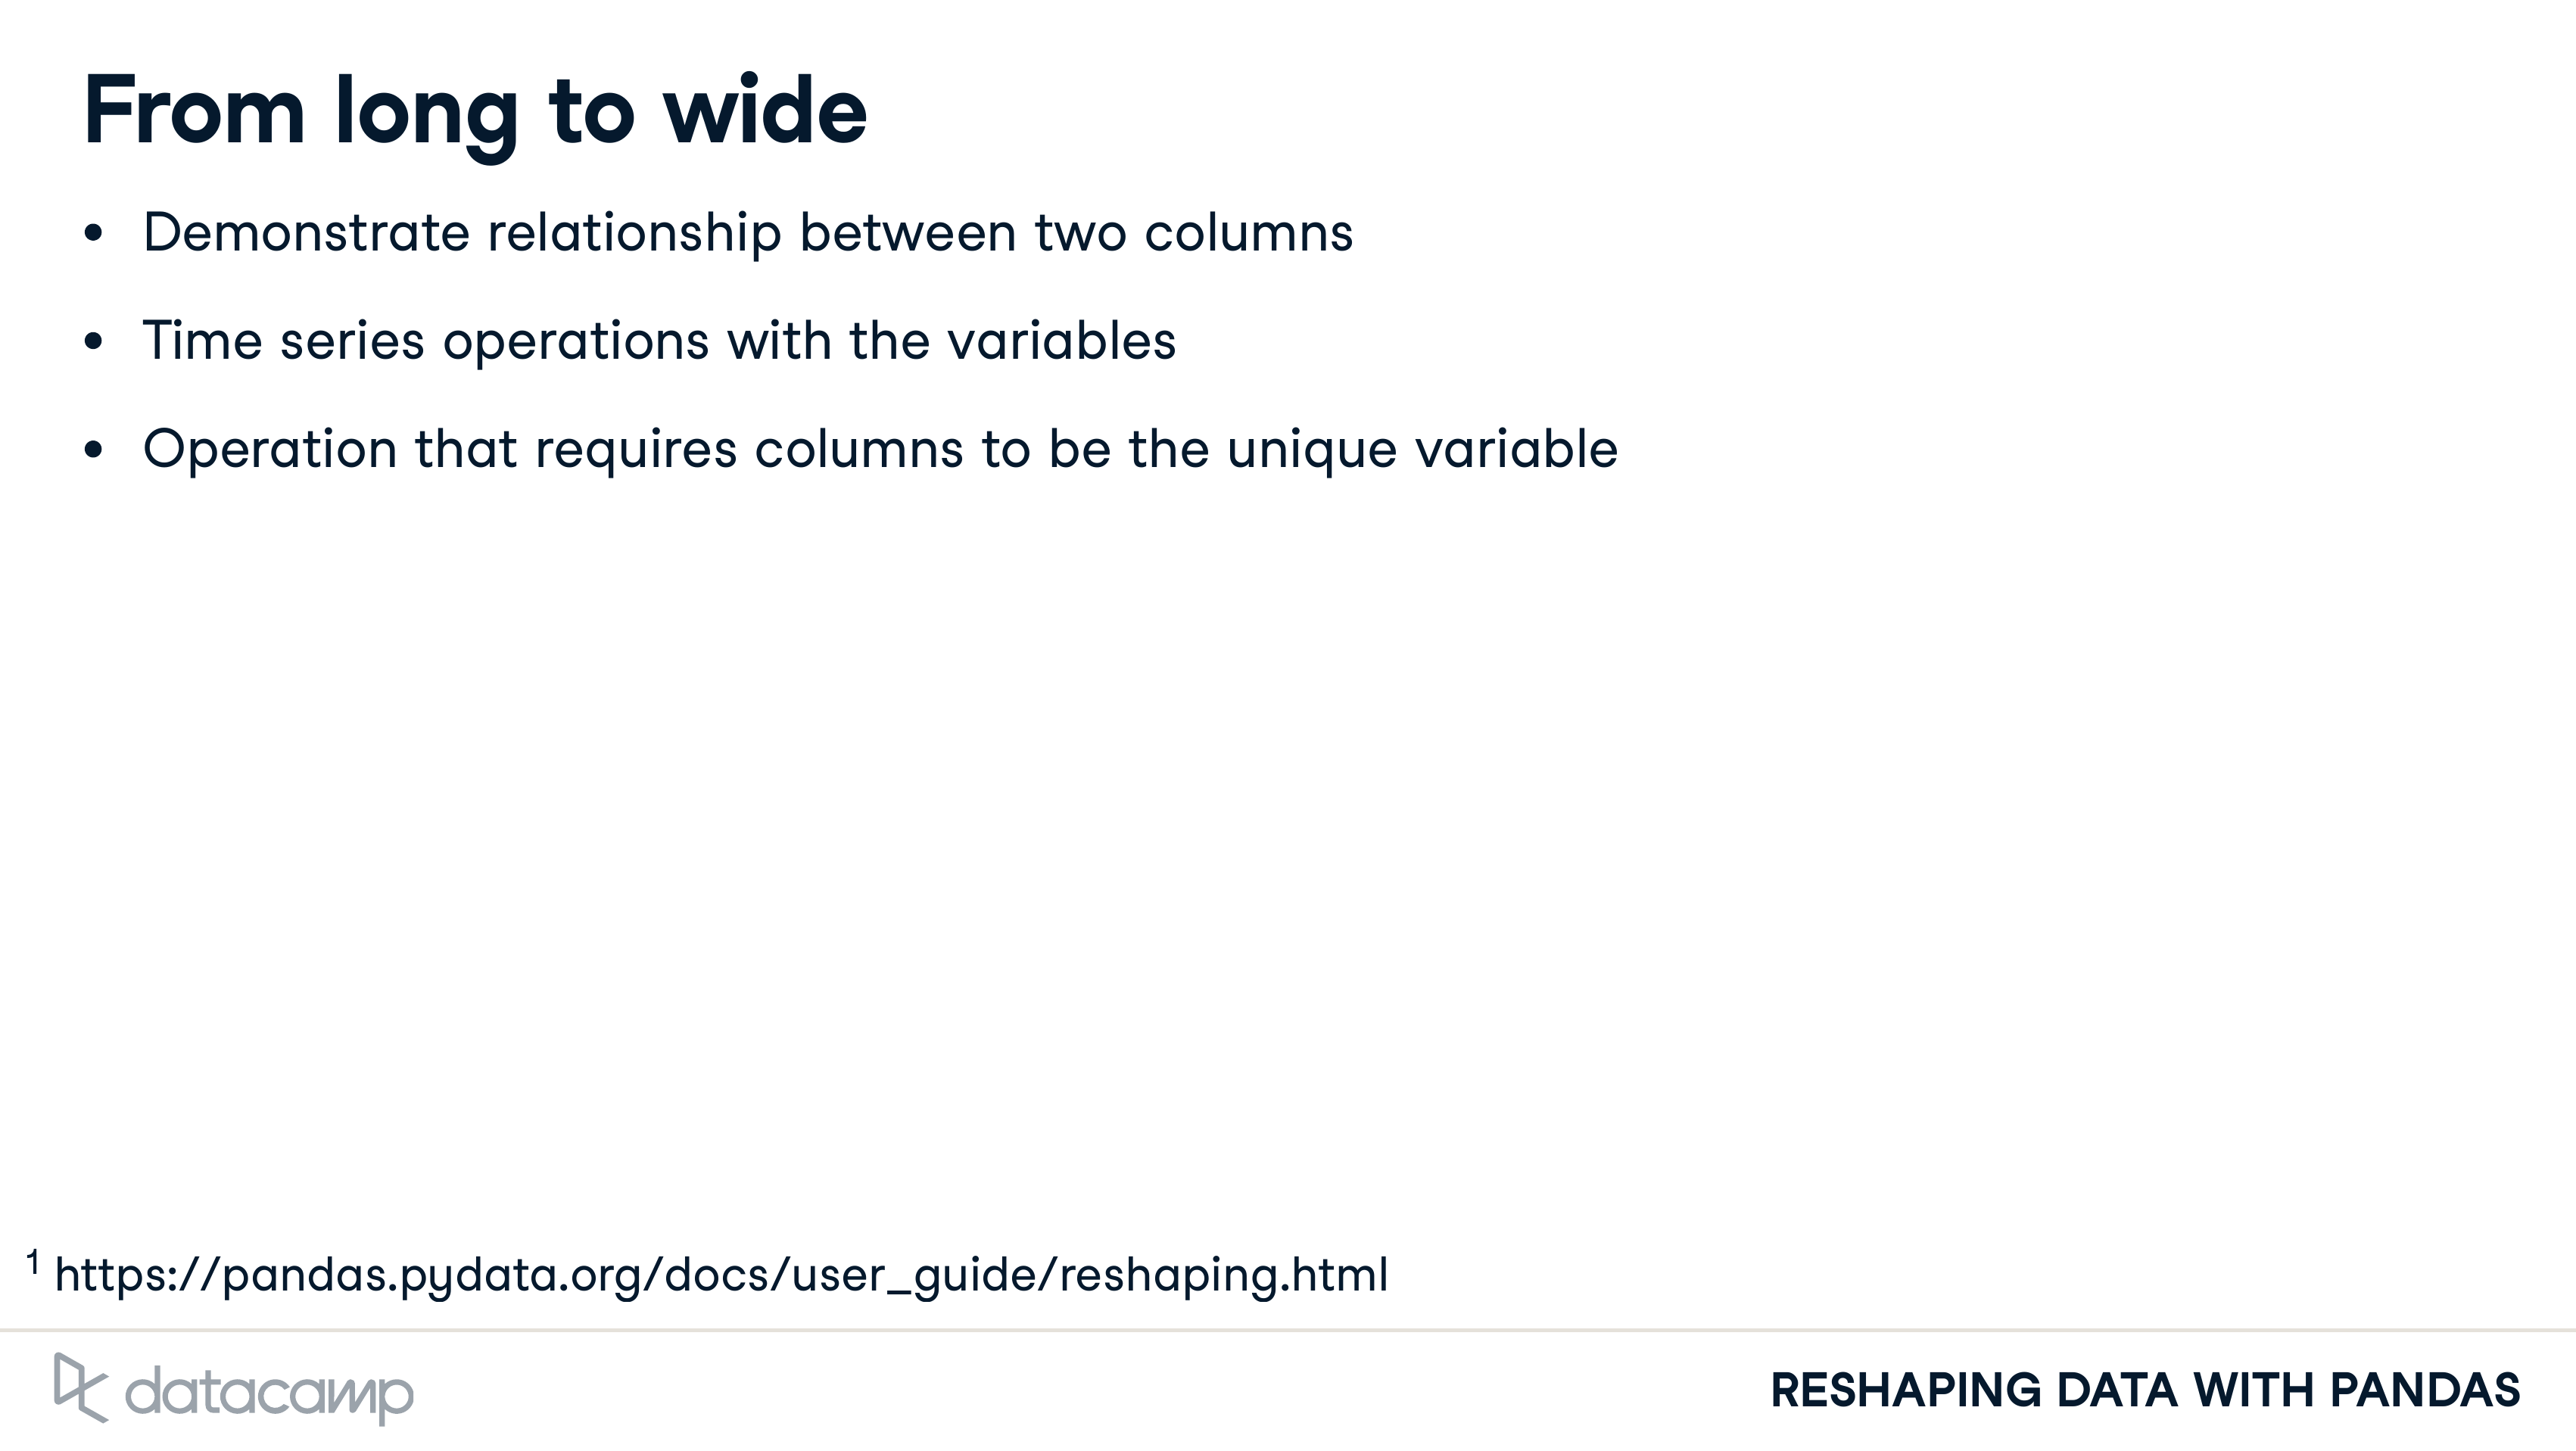 From long to wide
• Demonstrate relationship between two columns
• Time series operations with the variables
• Operation that requires columns to be the unique variable
1 https://pandas.pydata.org/docs/user_guide/reshaping.html
datacamp
RESHAPING DATA WITH PANDAS